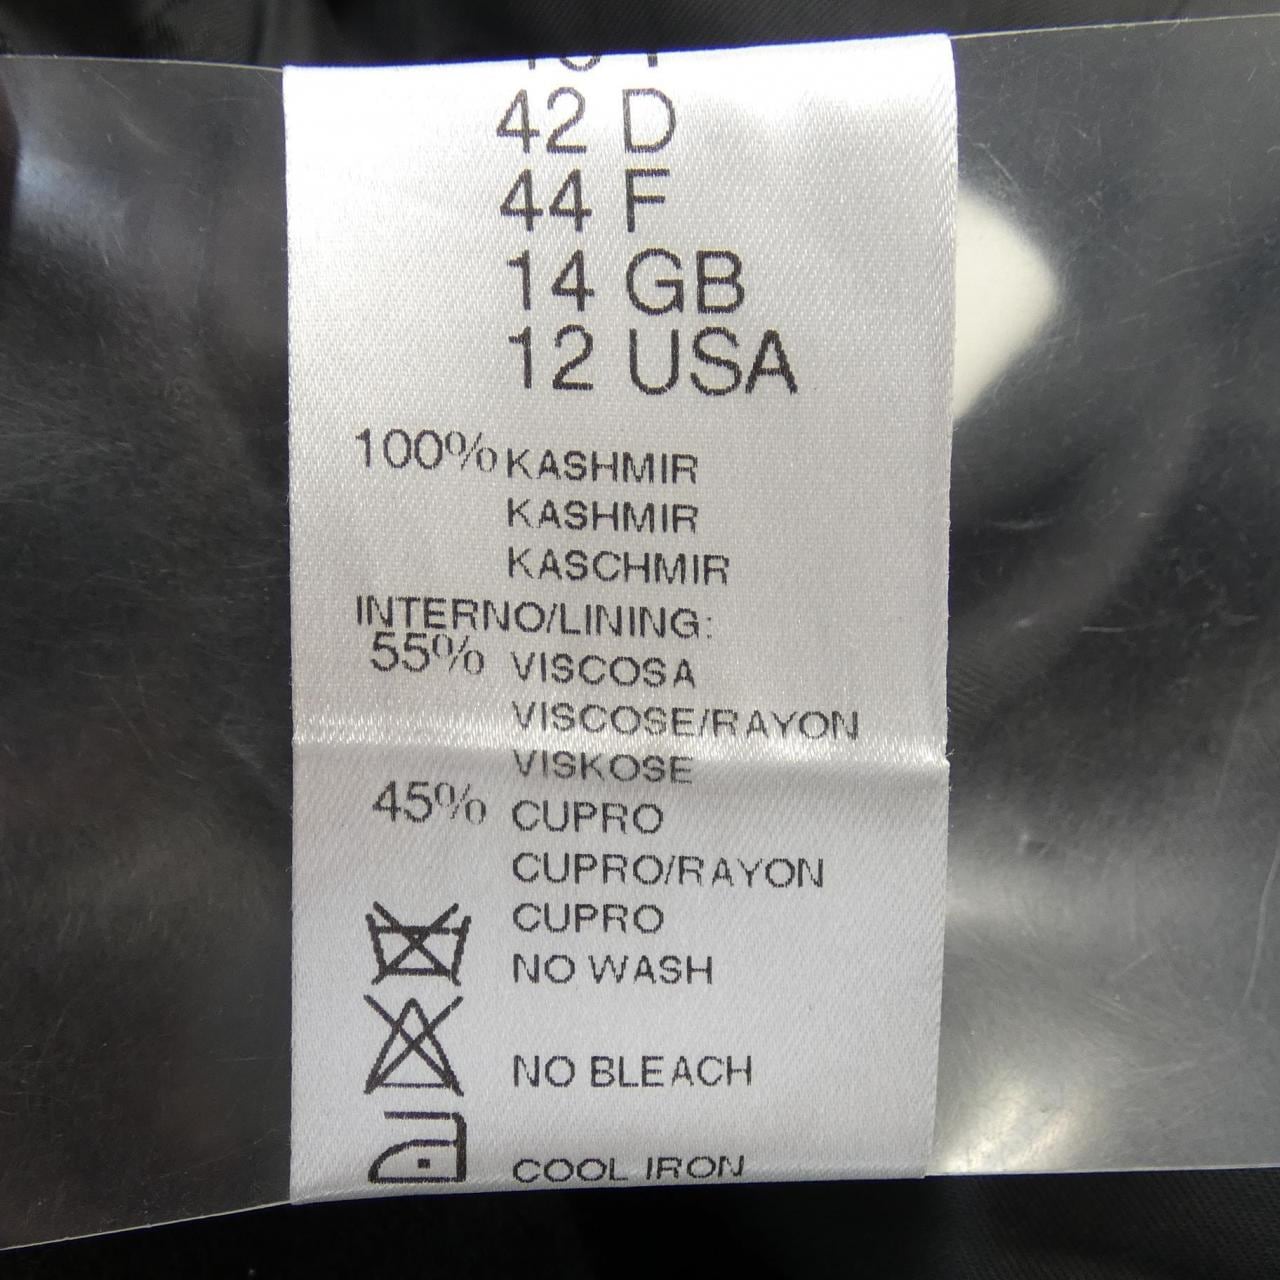 42 D
44 F
14 GB
12 USA
100% KASHMIR
KASHMIR
KASCHMIR
INTERNO/LINING:
55% VISCOSA
VISCOSE/RAYON
VISKOSE
45% CUPRO
CUPRO/RAYON
CUPRO
NO WASH
NO BLEACH
COOL IRON